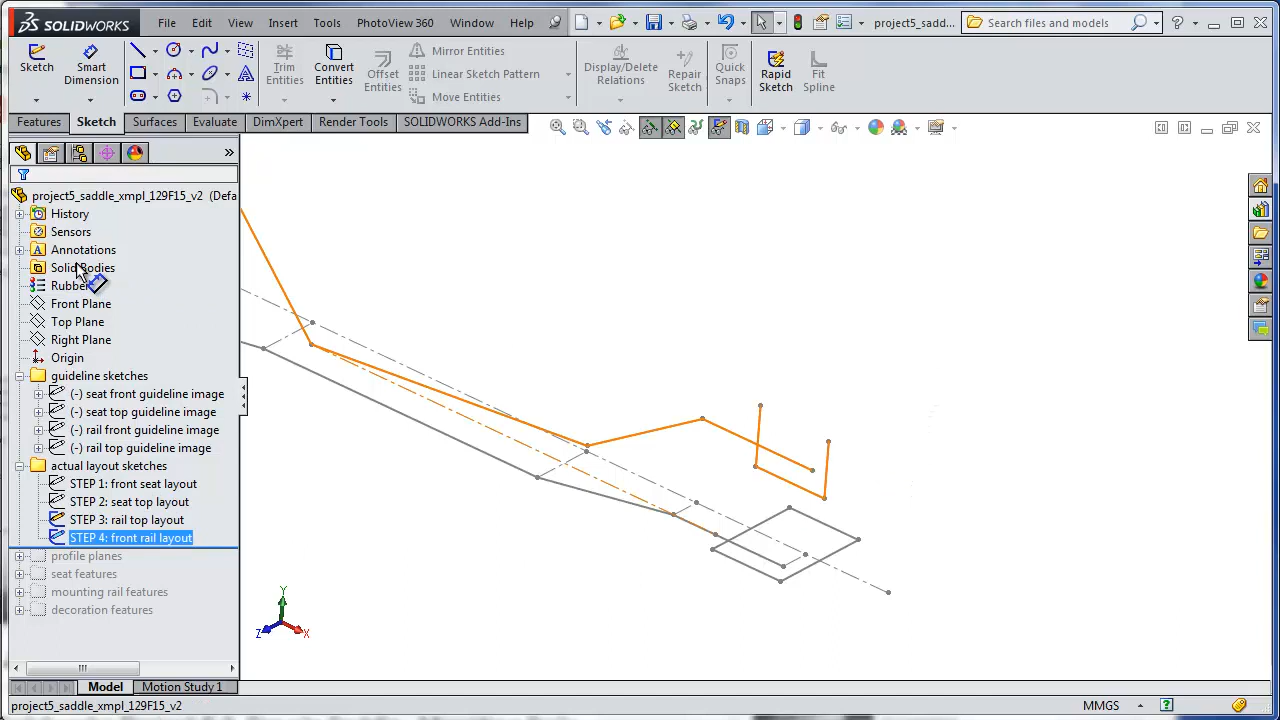 SOLIDWORKS File Edit View Insert Tools PhotoView 360 Window Help project5_sadd... Search files and models
Sketch Smart Dimension Trim Entities Convert Entities Offset Entities Mirror Entities Linear Sketch Pattern Move Entities Display/Delete Relations Repair Sketch Quick Snaps Rapid Sketch Fit Spline
Features Sketch Surfaces Evaluate DimXpert Render Tools SOLIDWORKS Add-Ins
project5_saddle_xmpl_129F15_v2 (Defa
History
Sensors
Annotations
Solid Bodies
Rubbe
Front Plane
Top Plane
Right Plane
Origin
guideline sketches
(-) seat front guideline image
(-) seat top guideline image
(-) rail front guideline image
(-) rail top guideline image
actual layout sketches
STEP 1: front seat layout
STEP 2: seat top layout
STEP 3: rail top layout
STEP 4: front rail layout
profile planes
seat features
mounting rail features
decoration features
Y
Z X
Model Motion Study 1
project5_saddle_xmpl_129F15_v2 MMGS